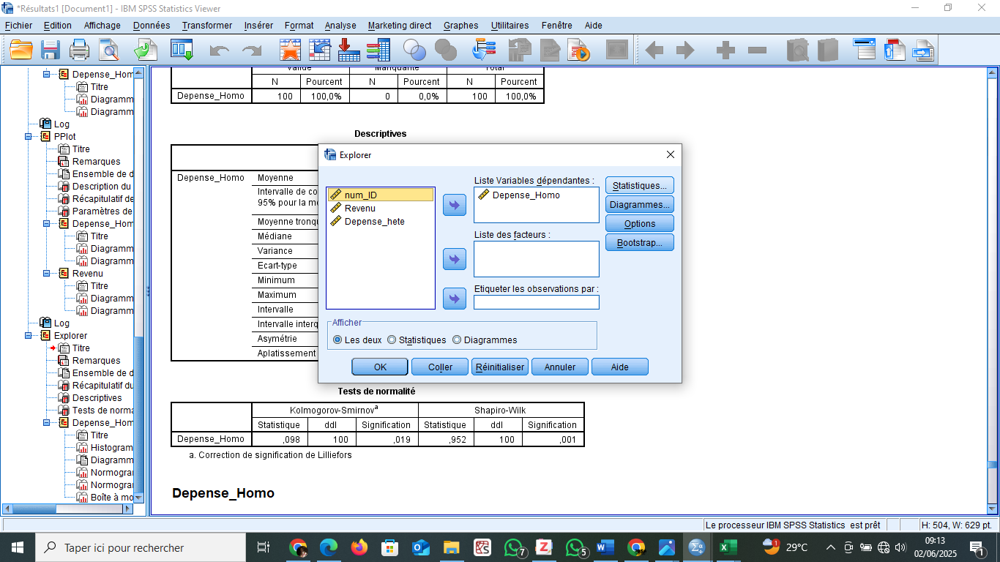 *Résultats1 [Document1] - IBM SPSS Statistics Viewer
Fichier Edition Affichage Données Transformer Insérer Format Analyse Marketing direct Graphes Utilitaires Fenêtre Aide
Depense_Hom
Titre
Diagramm
Diagramm
Log
PPlot
Titre
Remarques
Ensemble de d
Description du
Récapitulatif de
Paramètres de
Depense_Hom
Titre
Diagramm
Diagramm
Revenu
Titre
Diagramm
Diagramm
Log
Explorer
Titre
Remarques
Ensemble de d
Récapitulatif du
Descriptives
Tests de norma
Depense_Hom
Titre
Histogram
Diagramm
Normogra
Normogra
Boîte à mo
Valide Manquante Total
N Pourcent N Pourcent N Pourcent
Depense_Homo 100 100,0% 0 0,0% 100 100,0%
Descriptives
Depense_Homo Moyenne
Intervalle de co
95% pour la mo
Moyenne tronqu
Médiane
Variance
Ecart-type
Minimum
Maximum
Intervalle
Intervalle interq
Asymétrie
Aplatissement
Explorer
num_ID
Revenu
Depense_hete
Liste Variables dépendantes :
Depense_Homo
Liste des facteurs :
Etiqueter les observations par :
Statistiques...
Diagrammes...
Options
Bootstrap...
Afficher
Les deux Statistiques Diagrammes
OK Coller Réinitialiser Annuler Aide
Tests de normalité
Kolmogorov-Smirnov^a Shapiro-Wilk
Statistique ddl Signification Statistique ddl Signification
Depense_Homo ,098 100 ,019 ,952 100 ,001
a. Correction de signification de Lilliefors
Depense_Homo
Le processeur IBM SPSS Statistics est prêt H: 504, W: 629 pt.
Taper ici pour rechercher
7
5
1
29°C
09:13
02/06/2025
1